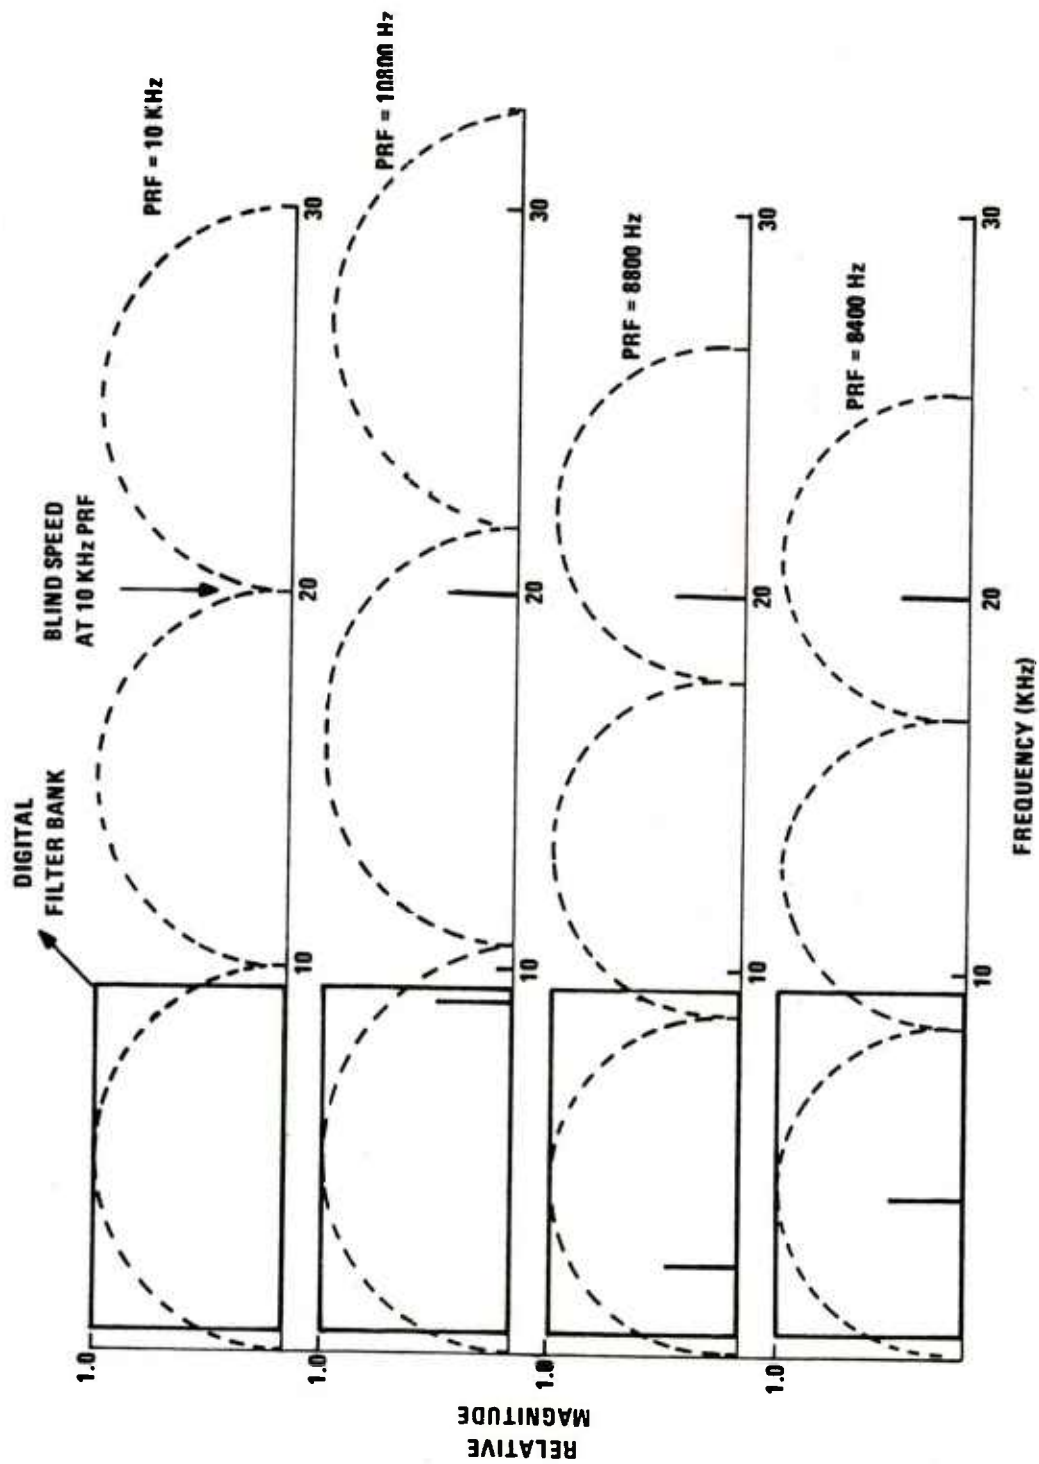 DIGITAL
FILTER BANK
BLIND SPEED
AT 10 KHz PRF
PRF = 10 KHz
1.0
10
20
30
PRF = 10800 Hz
1.0
10
20
30
PRF = 8800 Hz
1.0
10
20
30
PRF = 8400 Hz
1.0
10
20
30
RELATIVE
MAGNITUDE
FREQUENCY (KHz)